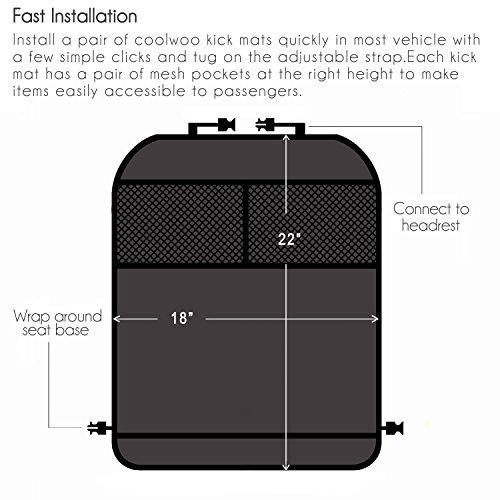 Fast Installation
Install a pair of coolwoo kick mats quickly in most vehicle with
a few simple clicks and tug on the adjustable strap.Each kick
mat has a pair of mesh pockets at the right height to make
items easily accessible to passengers.
Connect to
headrest
22"
Wrap around
seat base
18"